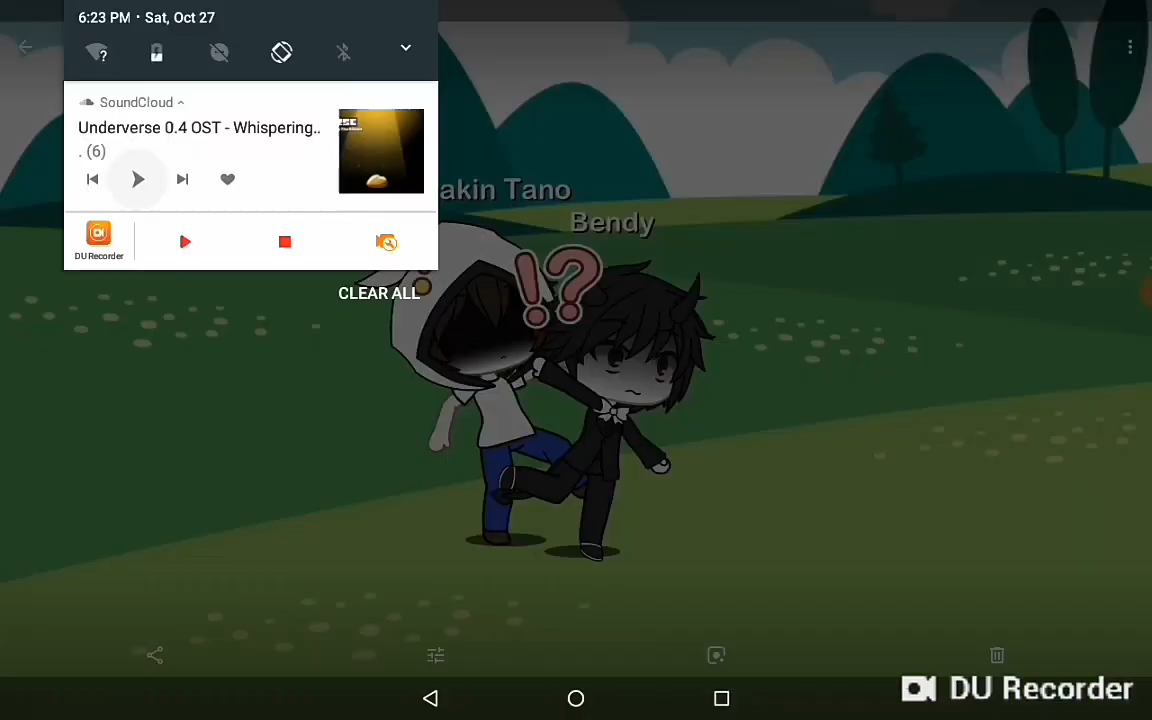 6:23 PM · Sat, Oct 27
SoundCloud
Underverse 0.4 OST - Whispering..
. (6)
DU Recorder
CLEAR ALL
akin Tano
Bendy
!?
DU Recorder